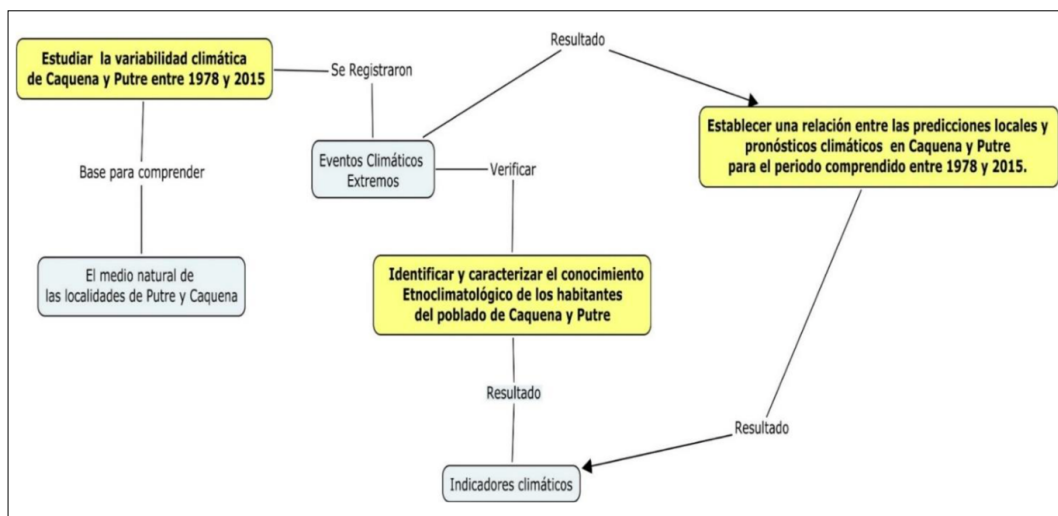 Estudiar la variabilidad climática
de Caquena y Putre entre 1978 y 2015
Se Registraron
Resultado
Eventos Climáticos
Extremos
Establecer una relación entre las predicciones locales y
pronósticos climáticos en Caquena y Putre
para el periodo comprendido entre 1978 y 2015.
Base para comprender
Verificar
El medio natural de
las localidades de Putre y Caquena
Identificar y caracterizar el conocimiento
Etnoclimatológico de los habitantes
del poblado de Caquena y Putre
Resultado
Resultado
Indicadores climáticos